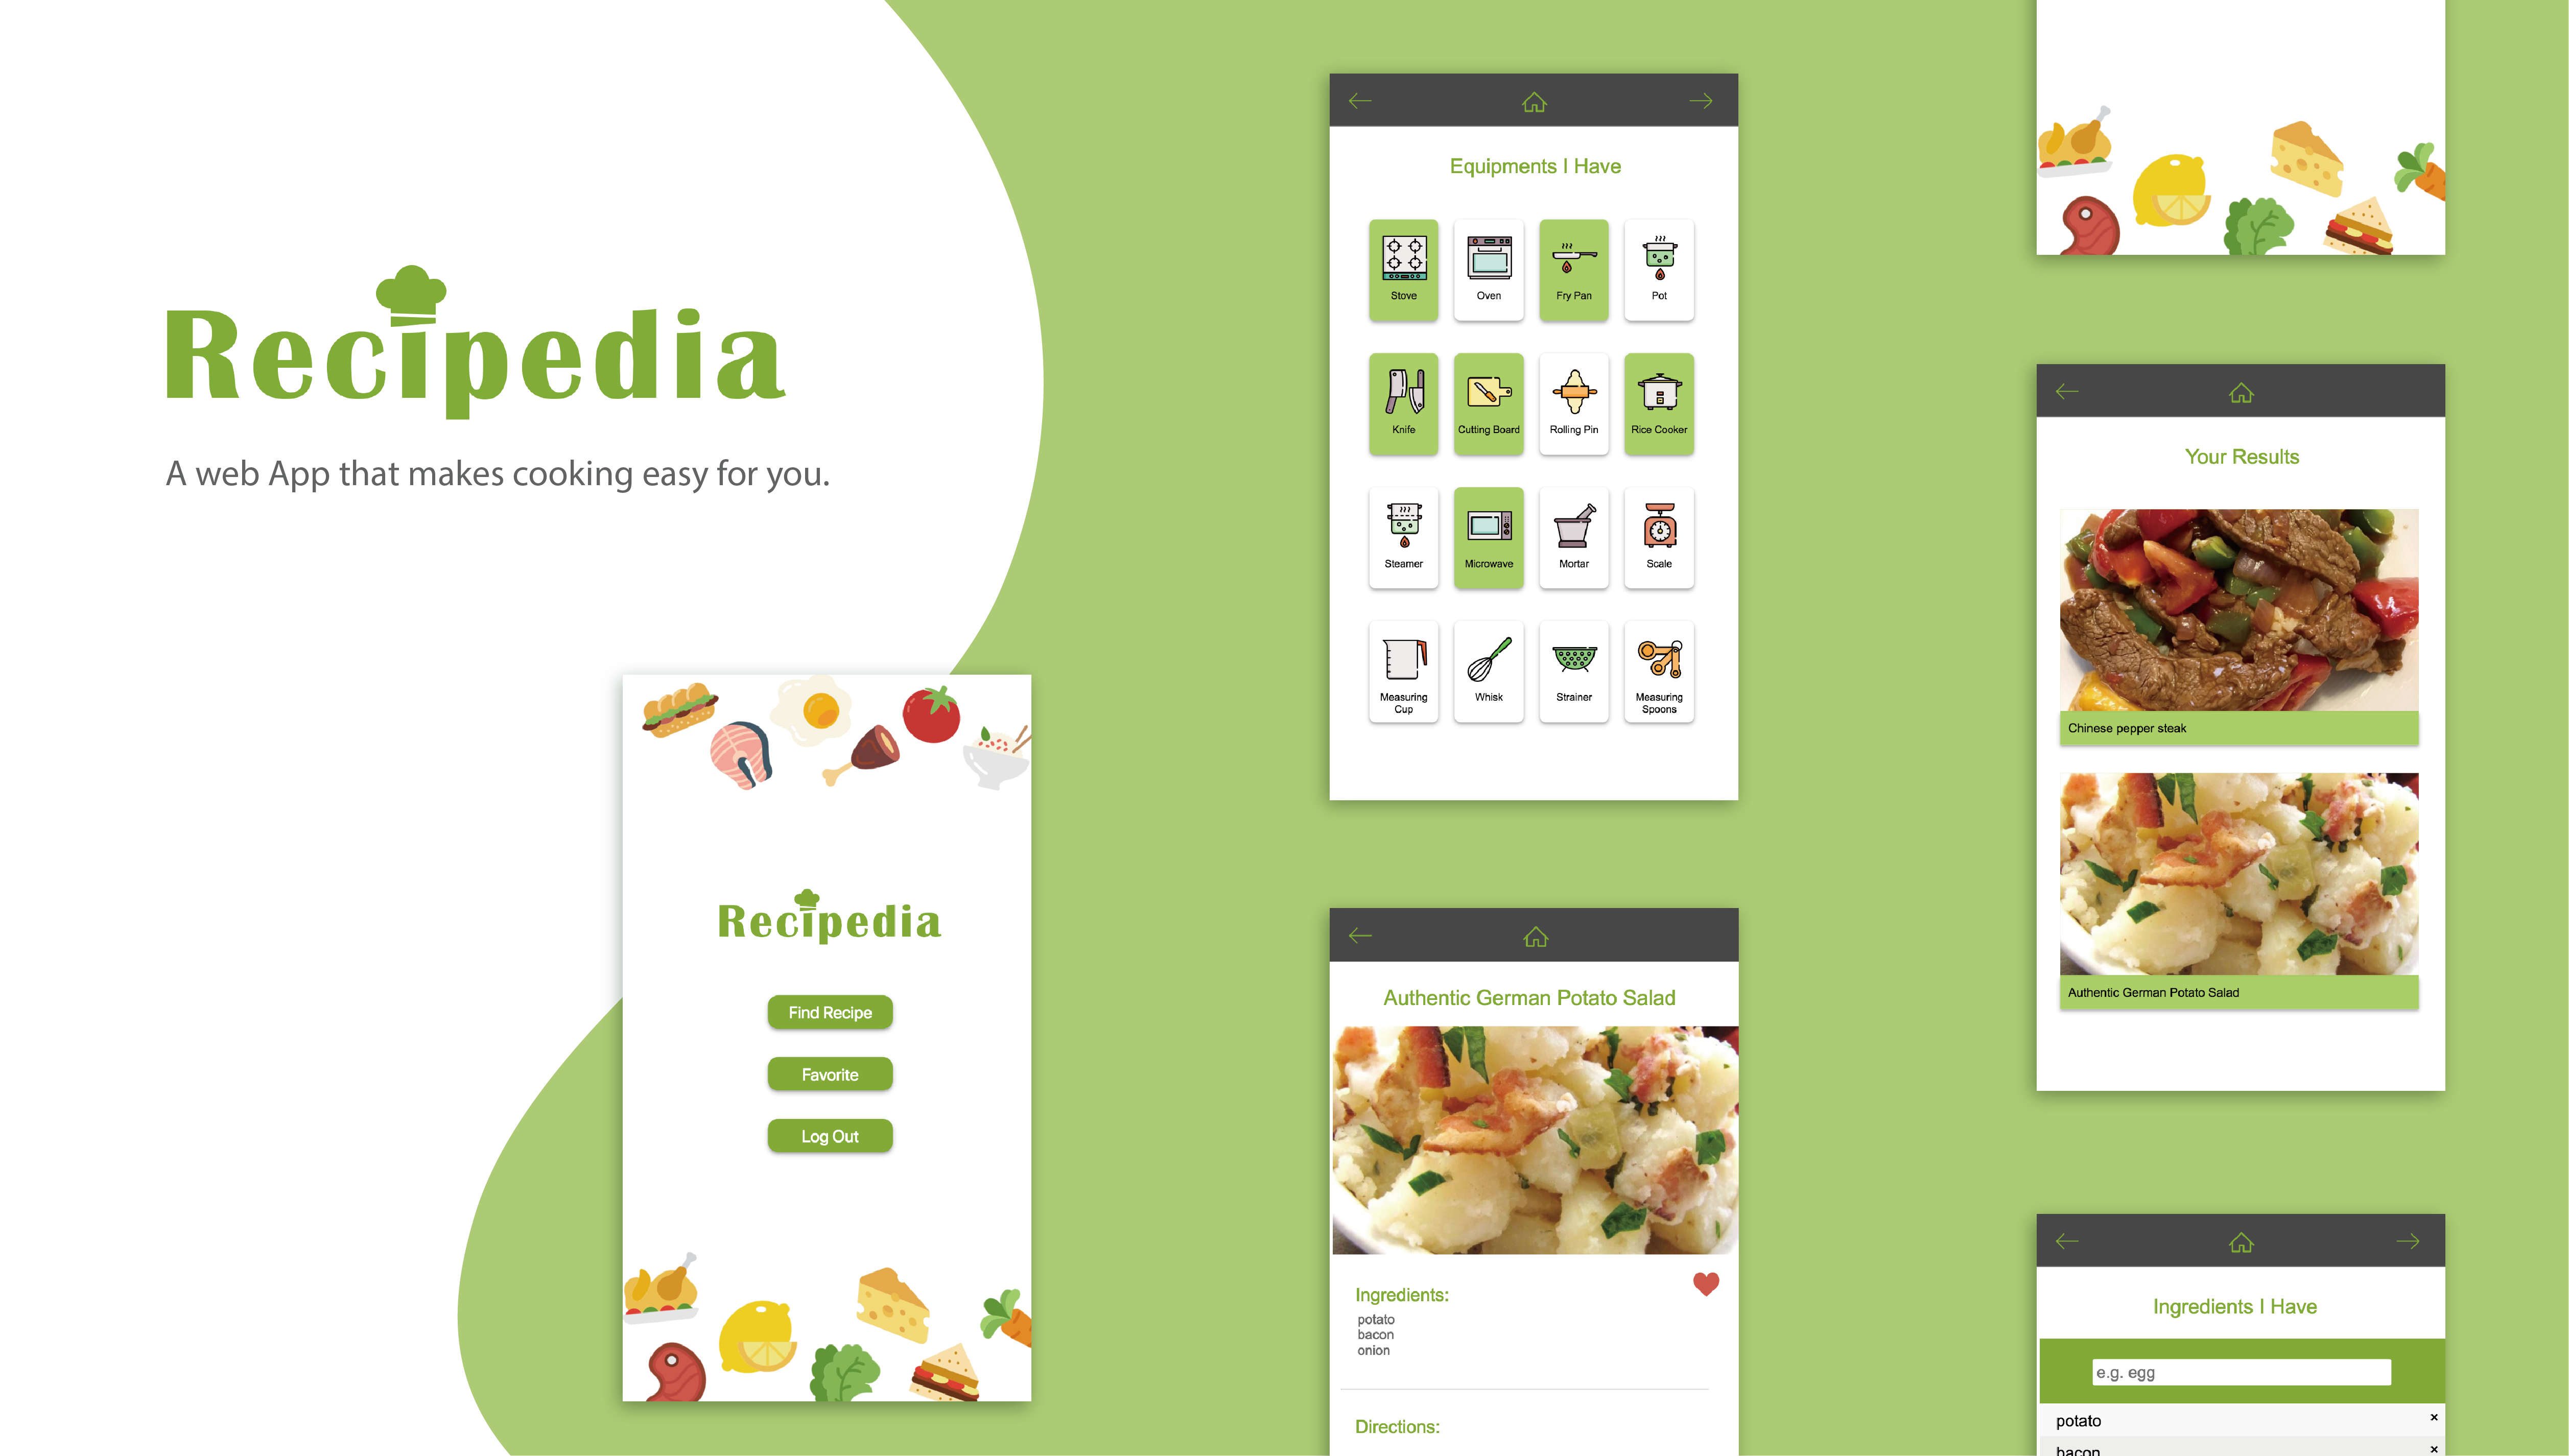 Recipedia
A web App that makes cooking easy for you.
Recipedia
Find Recipe
Favorite
Log Out
Equipments I Have
Stove
Oven
Fry Pan
Pot
Knife
Cutting Board
Rolling Pin
Rice Cooker
Steamer
Microwave
Mortar
Scale
Measuring
Cup
Whisk
Strainer
Measuring
Spoons
Authentic German Potato Salad
Ingredients:
potato
bacon
onion
Directions:
Your Results
Chinese pepper steak
Authentic German Potato Salad
Ingredients I Have
e.g. egg
potato
×
bacon
×